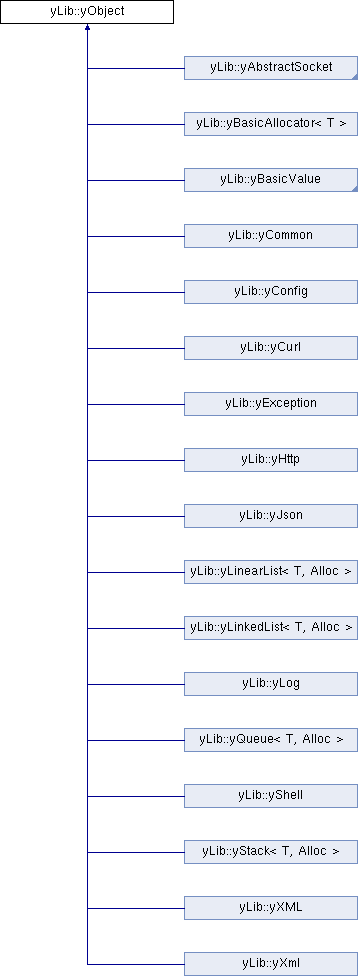 yLib::yObject
yLib::yAbstractSocket
yLib::yBasicAllocator< T >
yLib::yBasicValue
yLib::yCommon
yLib::yConfig
yLib::yCurl
yLib::yException
yLib::yHttp
yLib::yJson
yLib::yLinearList< T, Alloc >
yLib::yLinkedList< T, Alloc >
yLib::yLog
yLib::yQueue< T, Alloc >
yLib::yShell
yLib::yStack< T, Alloc >
yLib::yXML
yLib::yXml